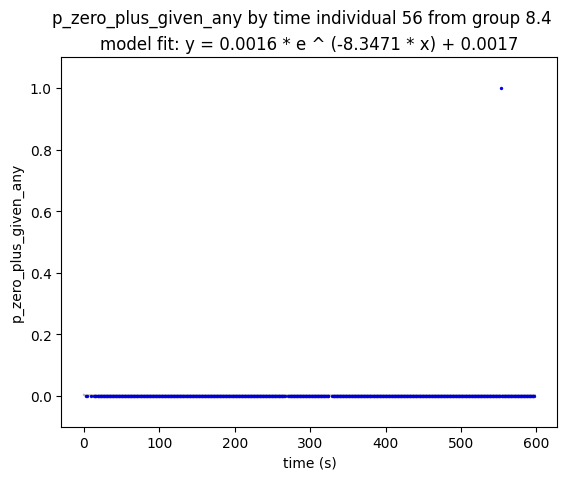 p_zero_plus_given_any by time individual 56 from group 8.4
model fit: y = 0.0016 * e ^ (-8.3471 * x) + 0.0017
p_zero_plus_given_any
1.0
0.8
0.6
0.4
0.2
0.0
0 100 200 300 400 500 600
time (s)